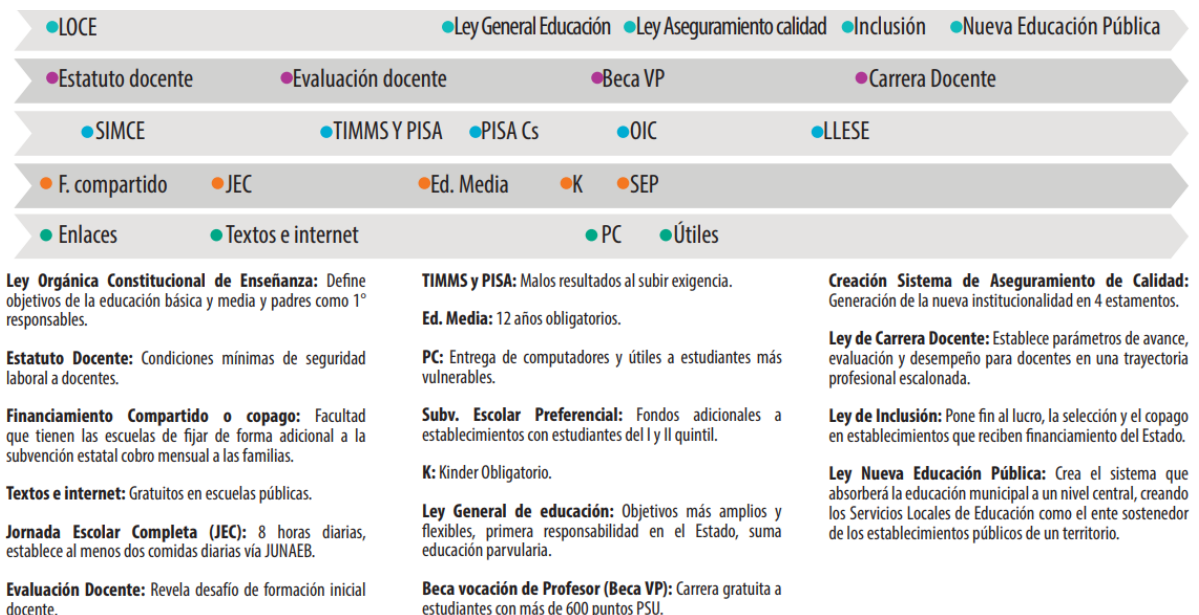 LOCE Ley General Educación Ley Aseguramiento calidad Inclusión Nueva Educación Pública
Estatuto docente Evaluación docente Beca VP Carrera Docente
SIMCE TIMMS Y PISA PISA Cs OIC LLESE
F. compartido JEC Ed. Media K SEP
Enlaces Textos e internet PC Útiles
Ley Orgánica Constitucional de Enseñanza: Define
objetivos de la educación básica y media y padres como 1°
responsables.
Estatuto Docente: Condiciones mínimas de seguridad
laboral a docentes.
Financiamiento Compartido o copago: Facultad
que tienen las escuelas de fijar de forma adicional a la
subvención estatal cobro mensual a las familias.
Textos e internet: Gratuitos en escuelas públicas.
Jornada Escolar Completa (JEC): 8 horas diarias,
establece al menos dos comidas diarias vía JUNAEB.
Evaluación Docente: Revela desafío de formación inicial
docente.
TIMMS y PISA: Malos resultados al subir exigencia.
Ed. Media: 12 años obligatorios.
PC: Entrega de computadores y útiles a estudiantes más
vulnerables.
Subv. Escolar Preferencial: Fondos adicionales a
establecimientos con estudiantes del I y II quintil.
K: Kinder Obligatorio.
Ley General de educación: Objetivos más amplios y
flexibles, primera responsabilidad en el Estado, suma
educación parvularia.
Beca vocación de Profesor (Beca VP): Carrera gratuita a
estudiantes con más de 600 puntos PSU.
Creación Sistema de Aseguramiento de Calidad:
Generación de la nueva institucionalidad en 4 estamentos.
Ley de Carrera Docente: Establece parámetros de avance,
evaluación y desempeño para docentes en una trayectoria
profesional escalonada.
Ley de Inclusión: Pone fin al lucro, la selección y el copago
en establecimientos que reciben financiamiento del Estado.
Ley Nueva Educación Pública: Crea el sistema que
absorberá la educación municipal a un nivel central, creando
los Servicios Locales de Educación como el ente sostenedor
de los establecimientos públicos de un territorio.